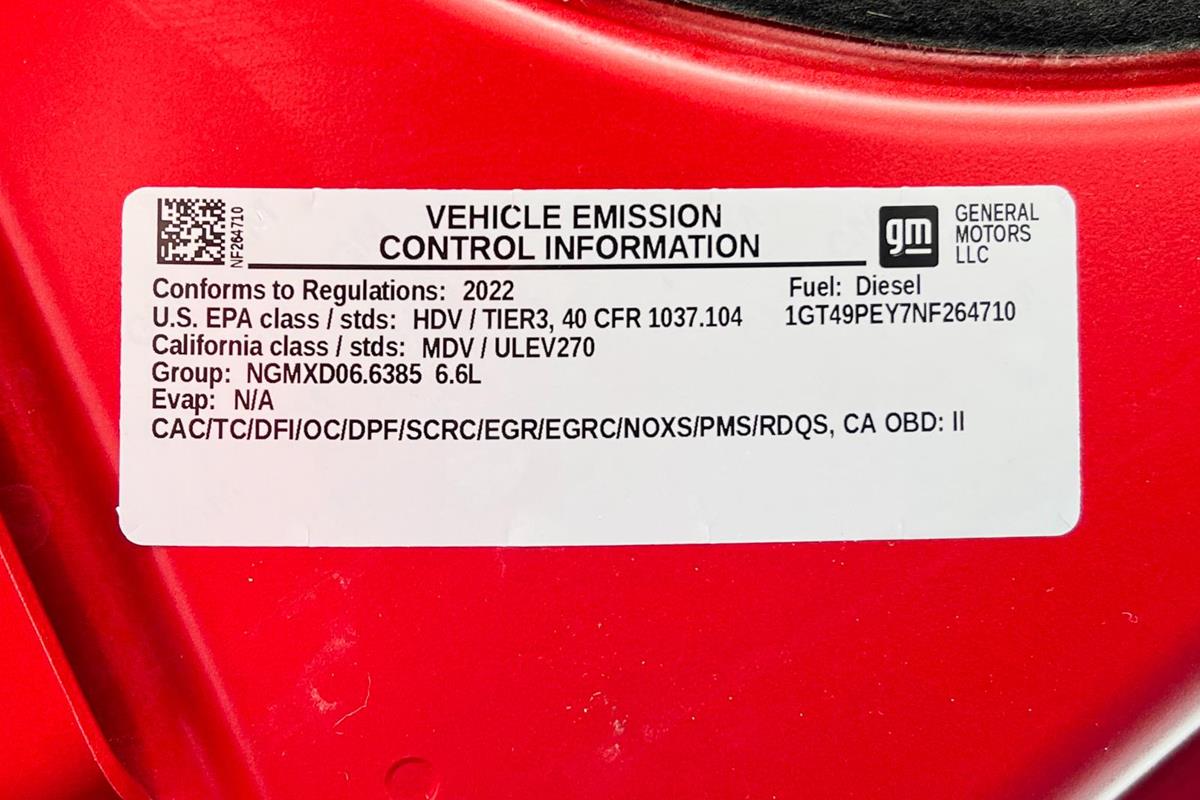 NF264710
VEHICLE EMISSION
CONTROL INFORMATION
gm
GENERAL
MOTORS
LLC
Conforms to Regulations: 2022
Fuel: Diesel
U.S. EPA class / stds: HDV / TIER3, 40 CFR 1037.104
1GT49PEY7NF264710
California class / stds: MDV / ULEV270
Group: NGMXD06.6385 6.6L
Evap: N/A
CAC/TC/DFI/OC/DPF/SCRC/EGR/EGRC/NOXS/PMS/RDQS, CA OBD: II